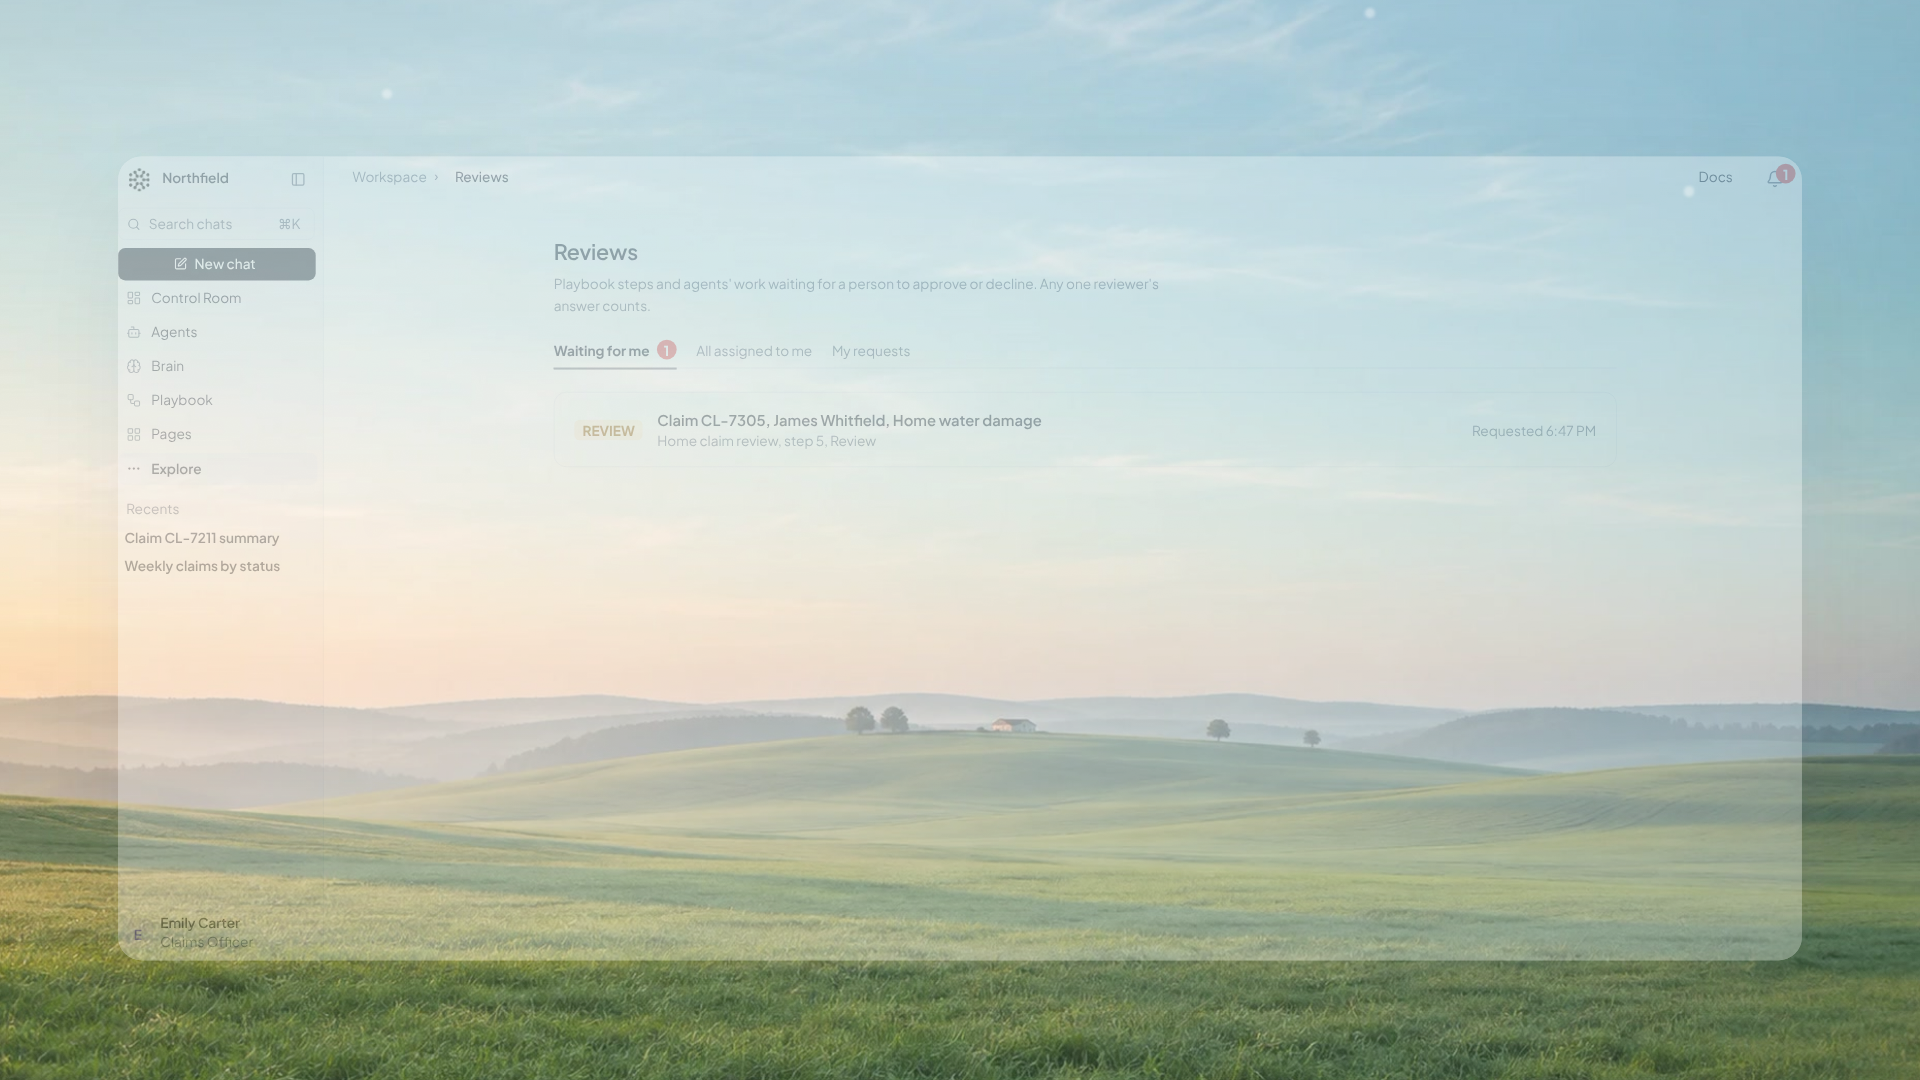 Northfield
Search chats ⌘K
New chat
Control Room
Agents
Brain
Playbook
Pages
Explore
Recents
Claim CL-7211 summary
Weekly claims by status
E
Emily Carter
Claims Officer
Workspace › Reviews
Docs
1
Reviews
Playbook steps and agents' work waiting for a person to approve or decline. Any one reviewer's
answer counts.
Waiting for me 1 All assigned to me My requests
REVIEW
Claim CL-7305, James Whitfield, Home water damage
Home claim review, step 5, Review
Requested 6:47 PM